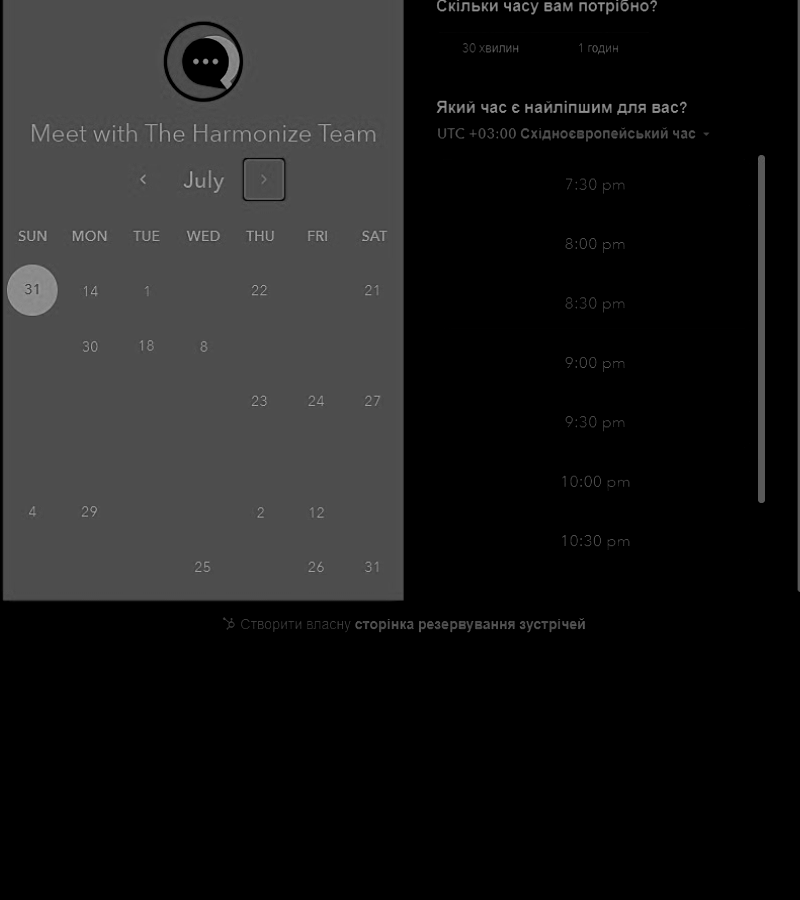 Meet with The Harmonize Team
July
SUN MON TUE WED THU FRI SAT
31 14 1 22 21
30 18 8
23 24 27
4 29 2 12
25 26 31
Скільки часу вам потрібно?
30 хвилин 1 годин
Який час є найліпшим для вас?
UTC +03:00 Східноєвропейський час
7:30 pm
8:00 pm
8:30 pm
9:00 pm
9:30 pm
10:00 pm
10:30 pm
Створити власну сторінка резервування зустрічей